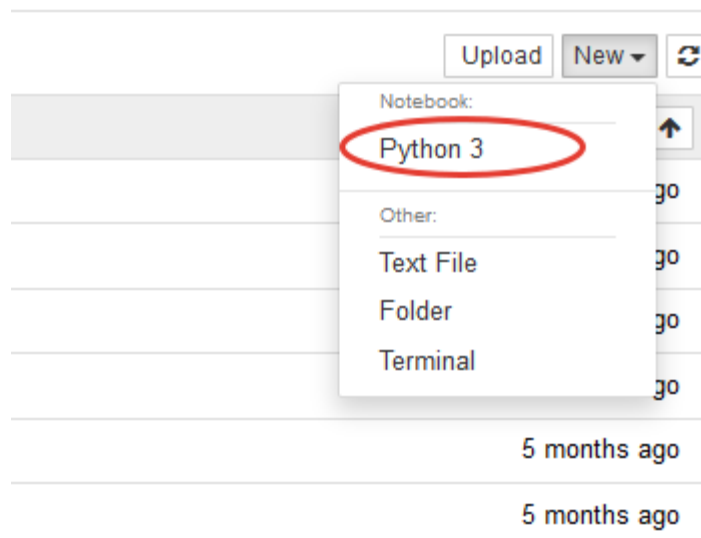 Upload New
Notebook:
Python 3
go
Other:
go
Text File
Folder
go
Terminal
go
5 months ago
5 months ago